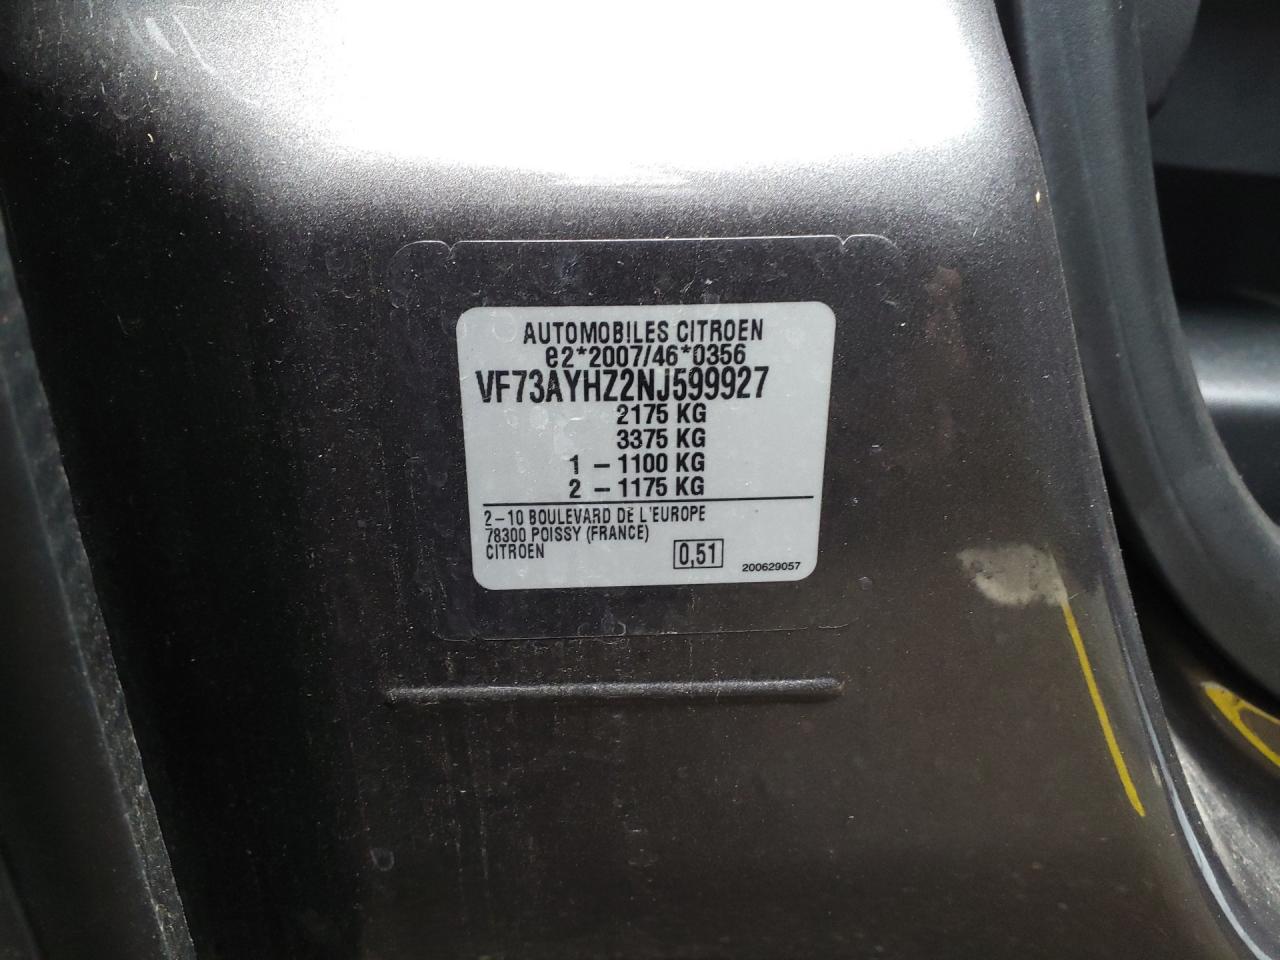 AUTOMOBILES CITROEN
e2*2007/46*0356
VF73AYHZ2NJ599927
2175 KG
3375 KG
1 - 1100 KG
2 - 1175 KG
2-10 BOULEVARD DE L'EUROPE
78300 POISSY (FRANCE)
CITROEN
0,51
200629057